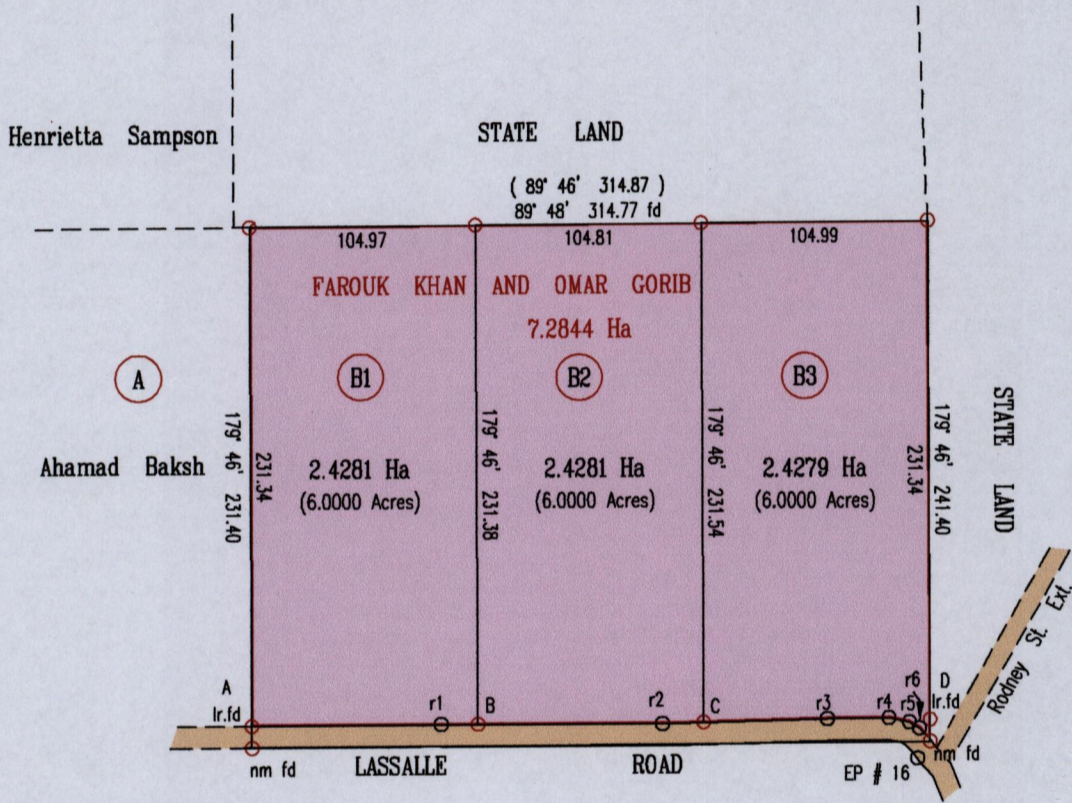 Henrietta Sampson
STATE LAND
( 89° 46' 314.87 )
89° 48' 314.77 fd
104.97
104.81
104.99
FAROUK KHAN AND OMAR GORIB
7.2844 Ha
A
B1
B2
B3
Ahamad Baksh
179° 46' 231.40
231.34
2.4281 Ha
(6.0000 Acres)
179° 46' 231.38
2.4281 Ha
(6.0000 Acres)
179° 46' 231.54
2.4279 Ha
(6.0000 Acres)
231.34
179° 46' 241.40
STATE LAND
Rodney St. Ext.
A
Ir.fd
r1
B
r2
C
r3
r4
r5
r6
D
Ir.fd
nm fd
LASSALLE ROAD
EP # 16
nm fd